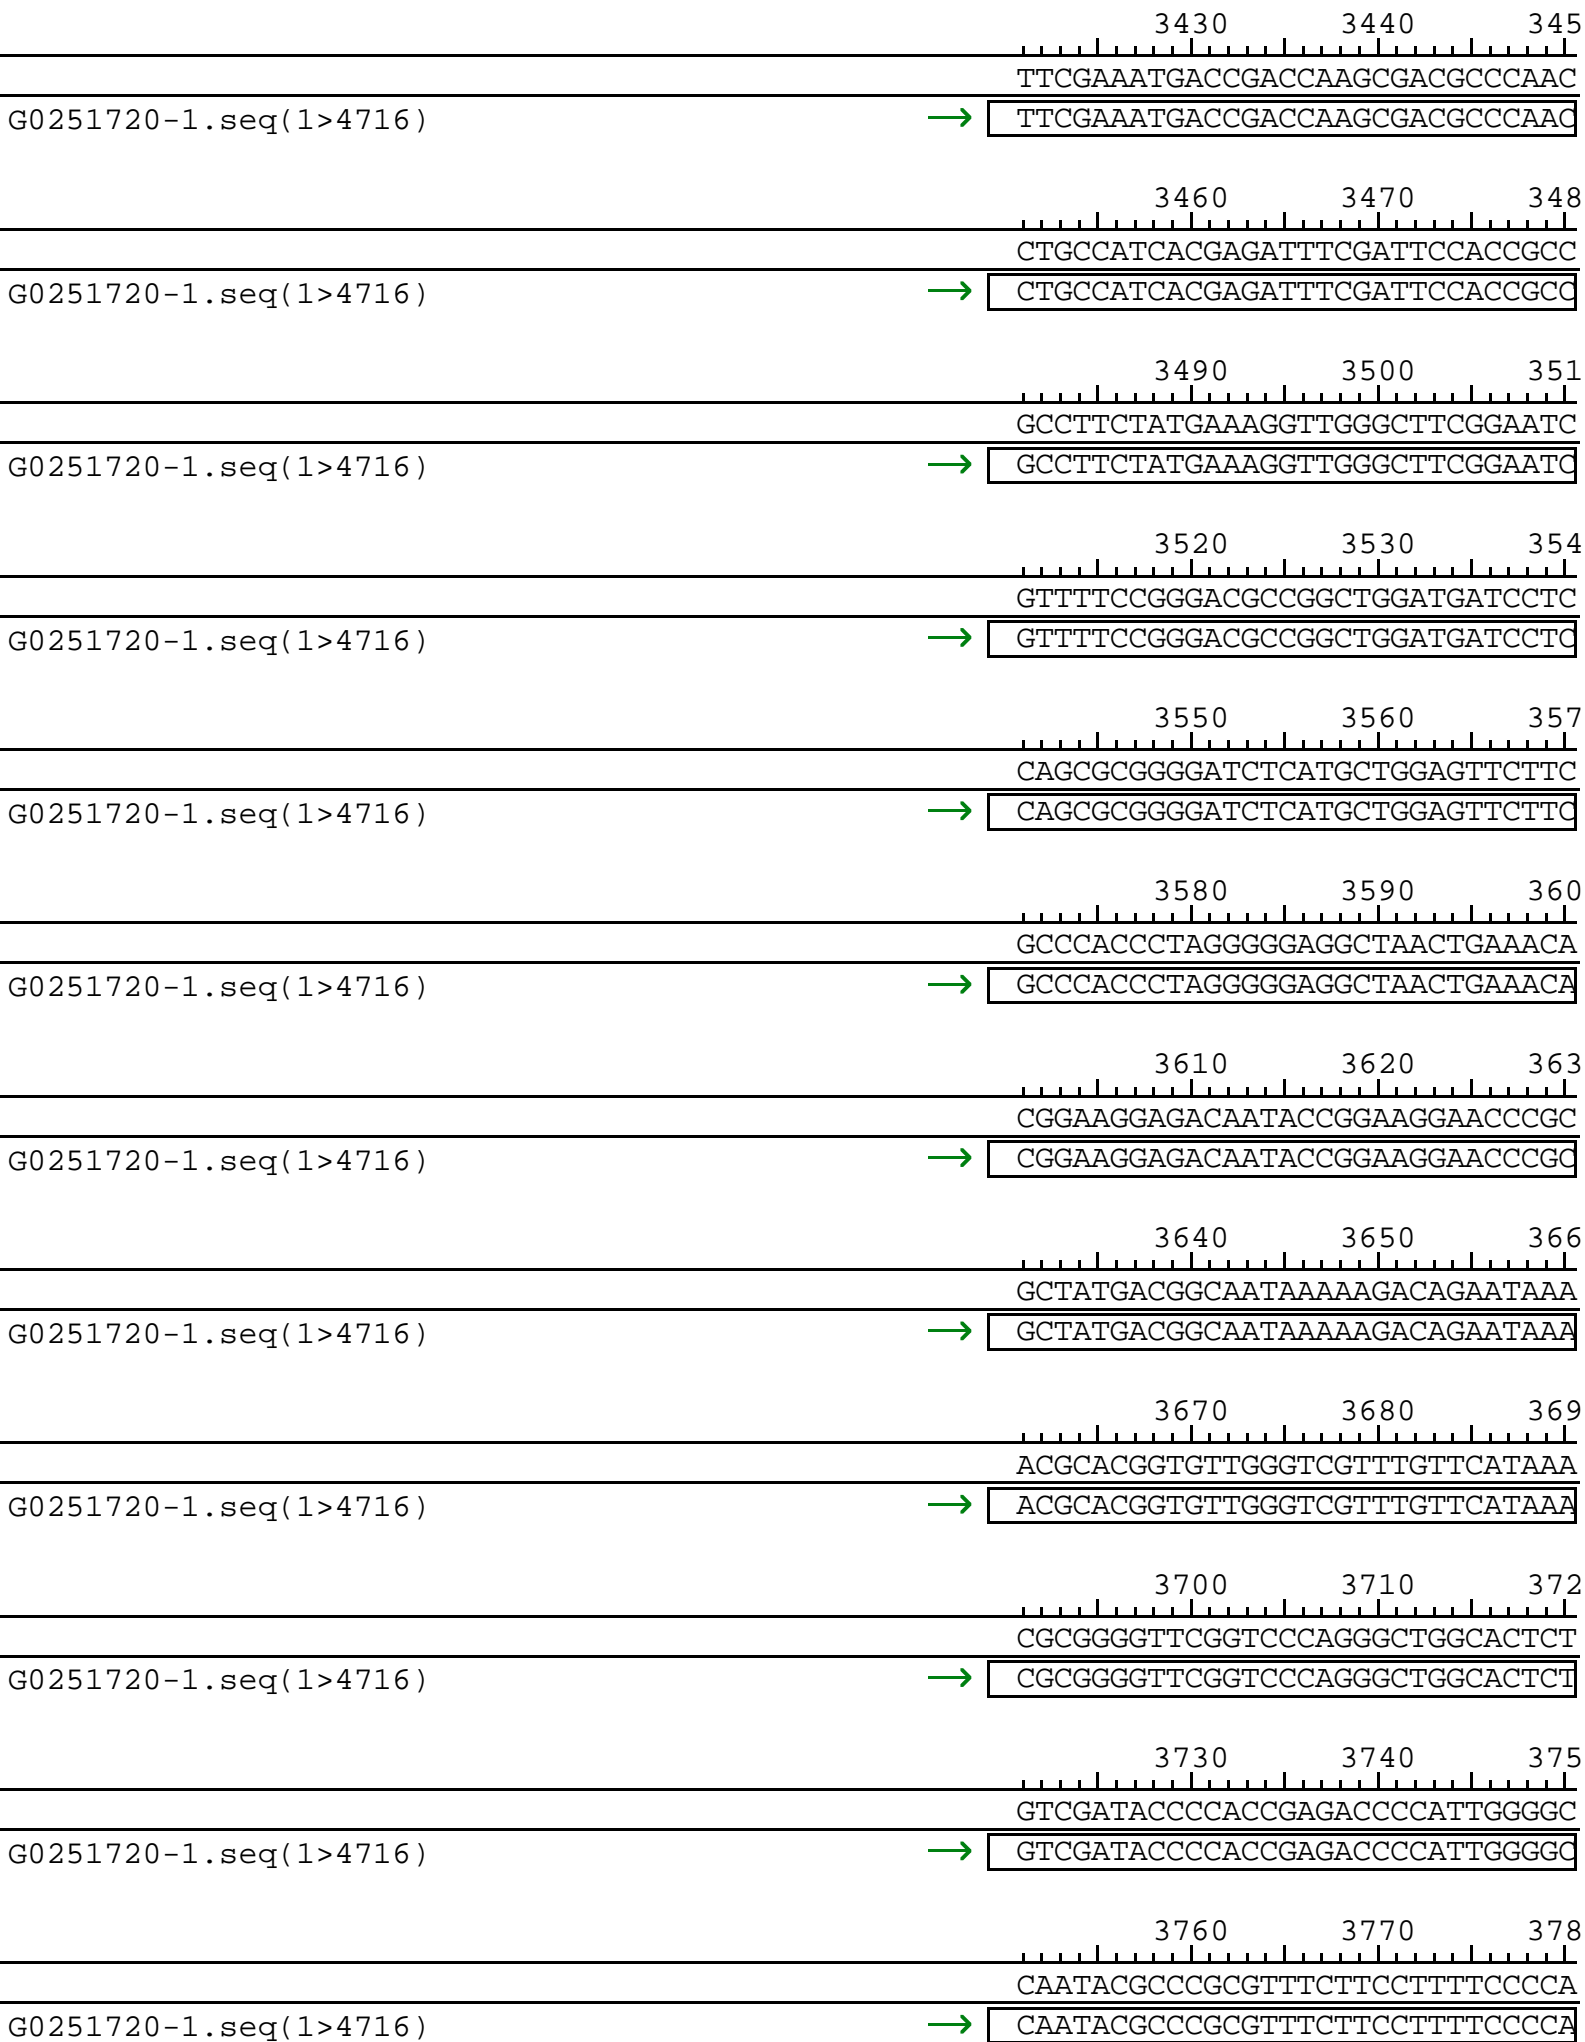 3430 3440 345
TTCGAAATGACCGACCAAGCGACGCCCAAC
G0251720-1.seq(1>4716) → TTCGAAATGACCGACCAAGCGACGCCCAAC
3460 3470 348
CTGCCATCACGAGATTTCGATTCCACCGCC
G0251720-1.seq(1>4716) → CTGCCATCACGAGATTTCGATTCCACCGCC
3490 3500 351
GCCTTCTATGAAAGGTTGGGCTTCGGAATC
G0251720-1.seq(1>4716) → GCCTTCTATGAAAGGTTGGGCTTCGGAATC
3520 3530 354
GTTTTCCGGGACGCCGGCTGGATGATCCTC
G0251720-1.seq(1>4716) → GTTTTCCGGGACGCCGGCTGGATGATCCTC
3550 3560 357
CAGCGCGGGGATCTCATGCTGGAGTTCTTC
G0251720-1.seq(1>4716) → CAGCGCGGGGATCTCATGCTGGAGTTCTTC
3580 3590 360
GCCCACCCTAGGGGGAGGCTAACTGAAACA
G0251720-1.seq(1>4716) → GCCCACCCTAGGGGGAGGCTAACTGAAACA
3610 3620 363
CGGAAGGAGACAATACCGGAAGGAACCCGC
G0251720-1.seq(1>4716) → CGGAAGGAGACAATACCGGAAGGAACCCGC
3640 3650 366
GCTATGACGGCAATAAAAAGACAGAATAAA
G0251720-1.seq(1>4716) → GCTATGACGGCAATAAAAAGACAGAATAAA
3670 3680 369
ACGCACGGTGTTGGGTCGTTTGTTCATAAA
G0251720-1.seq(1>4716) → ACGCACGGTGTTGGGTCGTTTGTTCATAAA
3700 3710 372
CGCGGGGTTCGGTCCCAGGGCTGGCACTCT
G0251720-1.seq(1>4716) → CGCGGGGTTCGGTCCCAGGGCTGGCACTCT
3730 3740 375
GTCGATACCCCACCGAGACCCCATTGGGGC
G0251720-1.seq(1>4716) → GTCGATACCCCACCGAGACCCCATTGGGGC
3760 3770 378
CAATACGCCCGCGTTTCTTCCTTTTCCCCA
G0251720-1.seq(1>4716) → CAATACGCCCGCGTTTCTTCCTTTTCCCCA